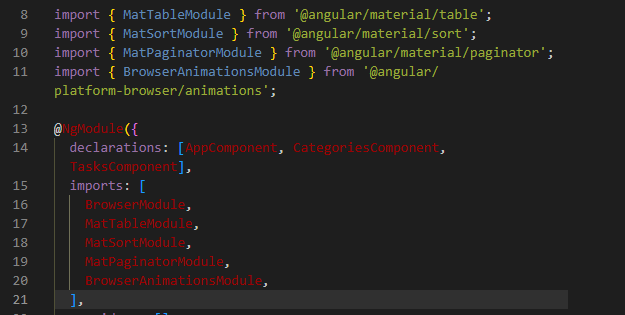 8 import { MatTableModule } from '@angular/material/table';
9 import { MatSortModule } from '@angular/material/sort';
10 import { MatPaginatorModule } from '@angular/material/paginator';
11 import { BrowserAnimationsModule } from '@angular/
platform-browser/animations';
12
13 @NgModule({
14 declarations: [AppComponent, CategoriesComponent,
TasksComponent],
15 imports: [
16 BrowserModule,
17 MatTableModule,
18 MatSortModule,
19 MatPaginatorModule,
20 BrowserAnimationsModule,
21 ],